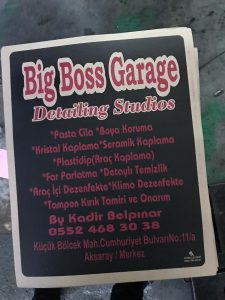 Big Boss Garage
Detailing Studios
*Pasta Cila *Boya Koruma
*Kristal Kaplama *Seramik Kaplama
*Plastidip(Araç Kaplama)
*Far Parlatma *Detaylı Temizlik
*Araç İçi Dezenfekte *Klima Dezenfekte
*Tampon Kırık Tamiri ve Onarım
By Kadir Belpınar
0552 468 30 38
Küçük Bölcek Mah.Cumhuriyet BulvarıNo:11/a
Aksaray / Merkez